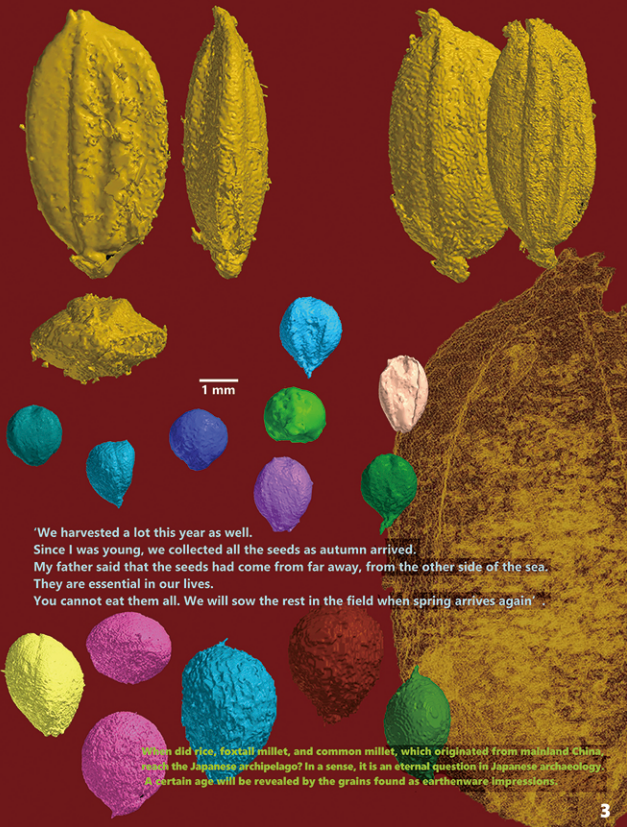 1 mm
‘We harvested a lot this year as well.
Since I was young, we collected all the seeds as autumn arrived.
My father said that the seeds had come from far away, from the other side of the sea.
They are essential in our lives.
You cannot eat them all. We will sow the rest in the field when spring arrives again’ .
When did rice, foxtail millet, and common millet, which originated from mainland China,
reach the Japanese archipelago? In a sense, it is an eternal question in Japanese archaeology.
A certain age will be revealed by the grains found as earthenware impressions.
3